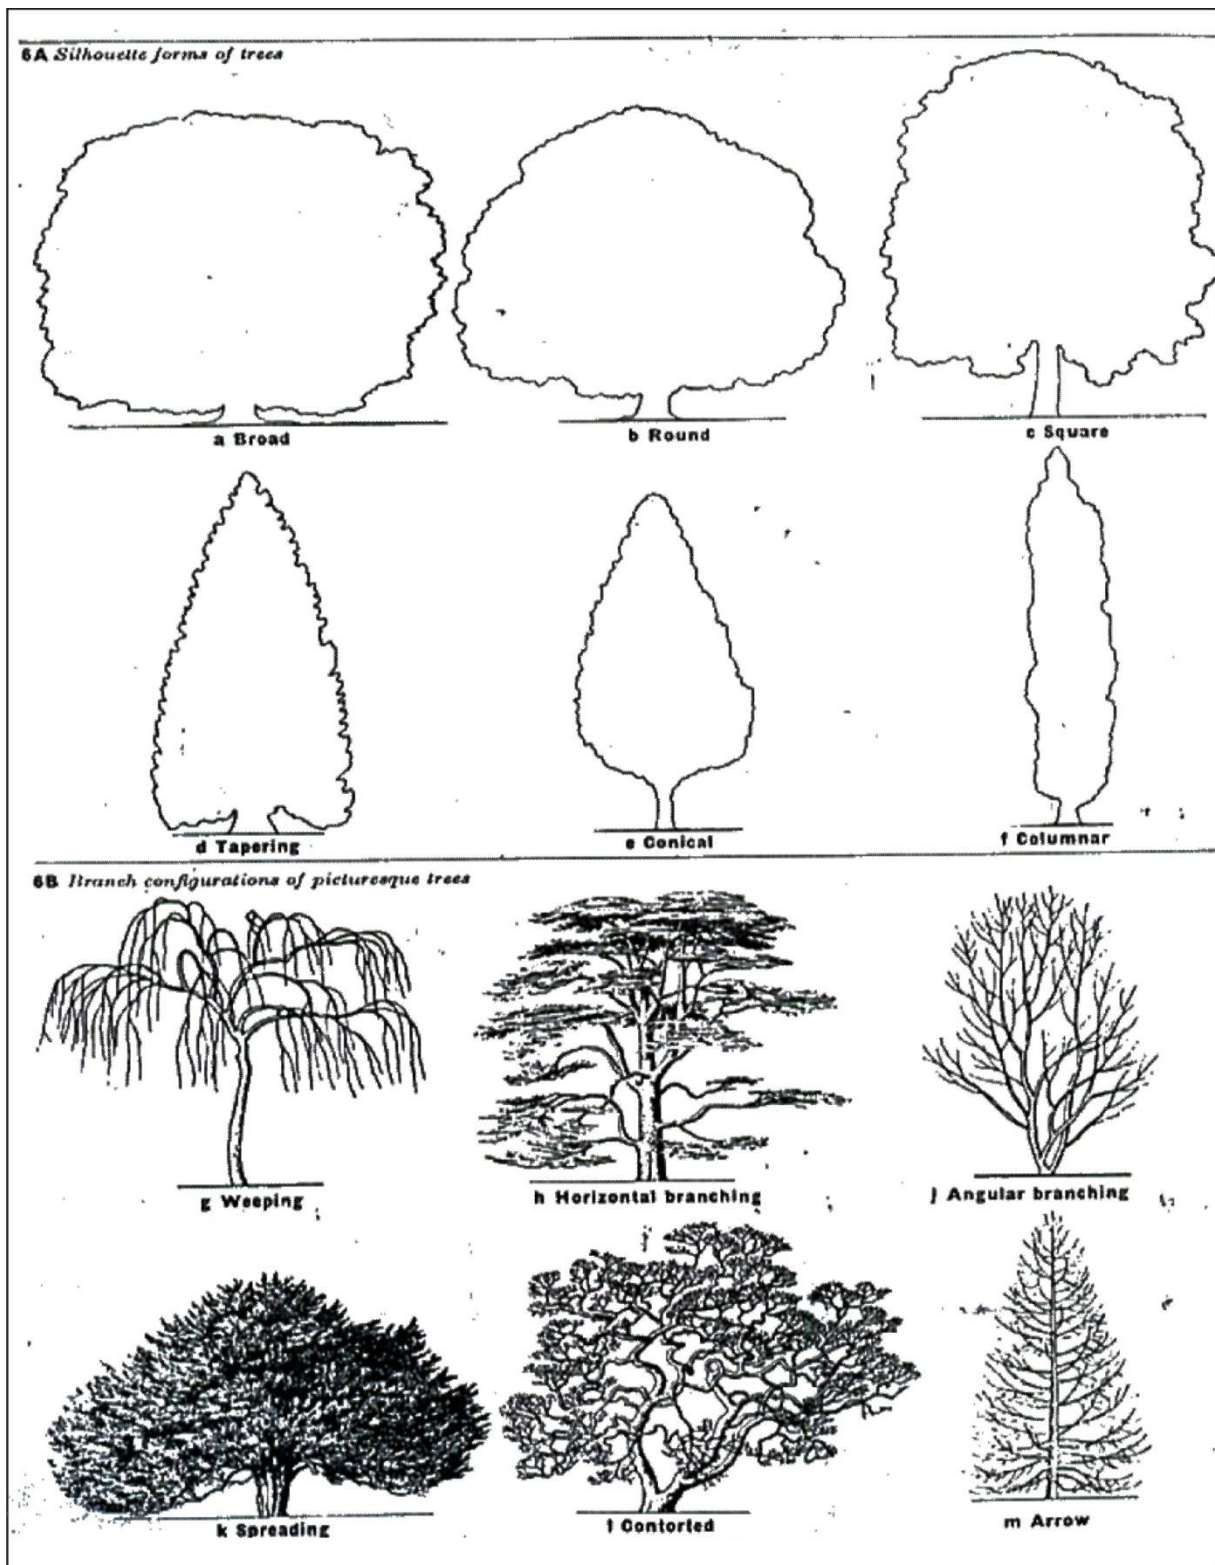 6A Silhouette forms of trees
a Broad
b Round
c Square
d Tapering
e Conical
f Columnar
6B Branch configurations of picturesque trees
g Weeping
h Horizontal branching
j Angular branching
k Spreading
l Contorted
m Arrow